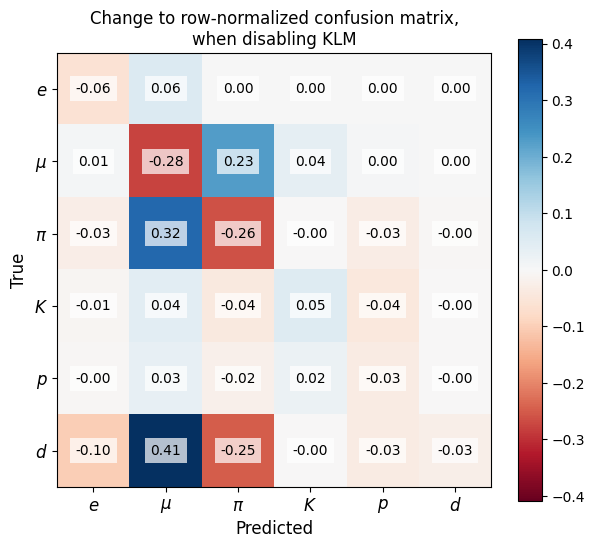 Change to row-normalized confusion matrix,
when disabling KLM
e -0.06 0.06 0.00 0.00 0.00 0.00
μ 0.01 -0.28 0.23 0.04 0.00 0.00
π -0.03 0.32 -0.26 -0.00 -0.03 -0.00
K -0.01 0.04 -0.04 0.05 -0.04 -0.00
p -0.00 0.03 -0.02 0.02 -0.03 -0.00
d -0.10 0.41 -0.25 -0.00 -0.03 -0.03
e μ π K p d
Predicted
True
0.4
0.3
0.2
0.1
0.0
−0.1
−0.2
−0.3
−0.4